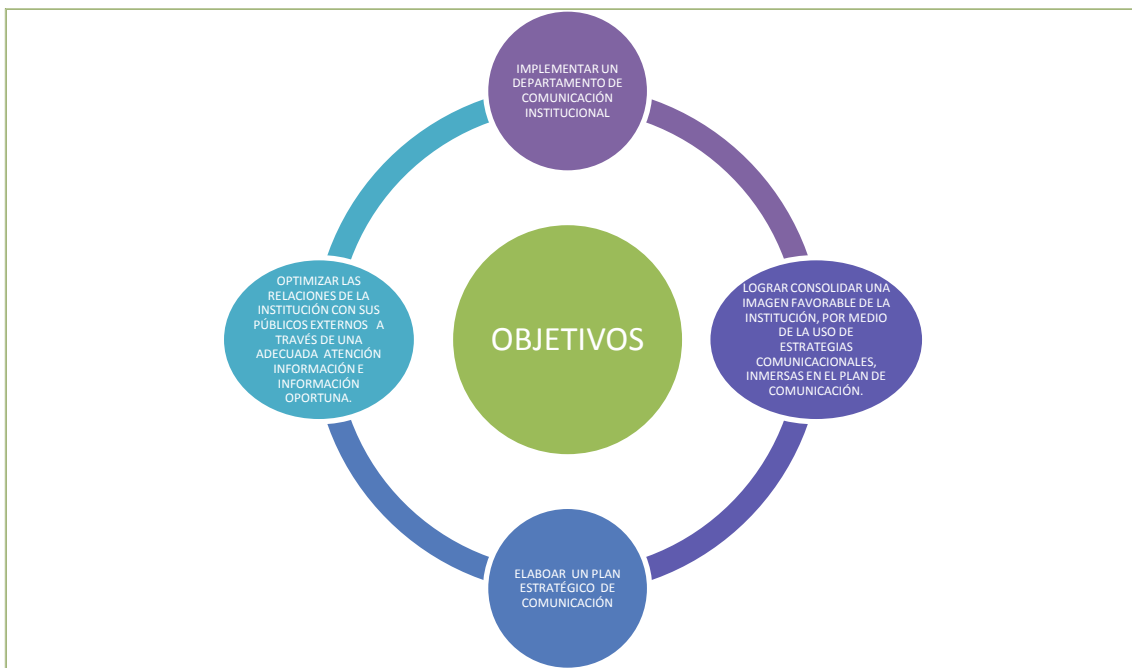 IMPLEMENTAR UN
DEPARTAMENTO DE
COMUNICACIÓN
INSTITUCIONAL
OPTIMIZAR LAS
RELACIONES DE LA
INSTITUCIÓN CON SUS
PÚBLICOS EXTERNOS A
TRAVÉS DE UNA
ADECUADA ATENCIÓN
INFORMACIÓN E
INFORMACIÓN
OPORTUNA.
OBJETIVOS
LOGRAR CONSOLIDAR UNA
IMAGEN FAVORABLE DE LA
INSTITUCIÓN, POR MEDIO
DE LA USO DE
ESTRATEGIAS
COMUNICACIONALES,
INMERSAS EN EL PLAN DE
COMUNICACIÓN.
ELABOAR UN PLAN
ESTRATÉGICO DE
COMUNICACIÓN